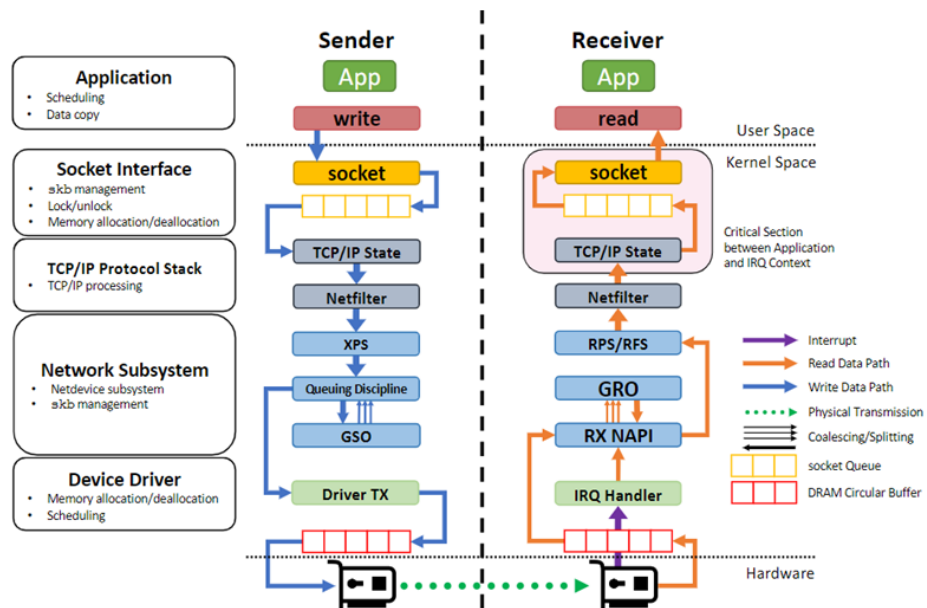 Sender
Receiver
Application
• Scheduling
• Data copy
App
App
write
read
User Space
Kernel Space
Socket Interface
• skb management
• Lock/unlock
• Memory allocation/deallocation
socket
socket
TCP/IP Protocol Stack
• TCP/IP processing
TCP/IP State
TCP/IP State
Critical Section
between Application
and IRQ Context
Netfilter
Netfilter
Network Subsystem
• Netdevice subsystem
• skb management
XPS
RPS/RFS
Queuing Discipline
GRO
GSO
RX NAPI
Interrupt
Read Data Path
Write Data Path
Physical Transmission
Coalescing/Splitting
socket Queue
DRAM Circular Buffer
Device Driver
• Memory allocation/deallocation
• Scheduling
Driver TX
IRQ Handler
Hardware